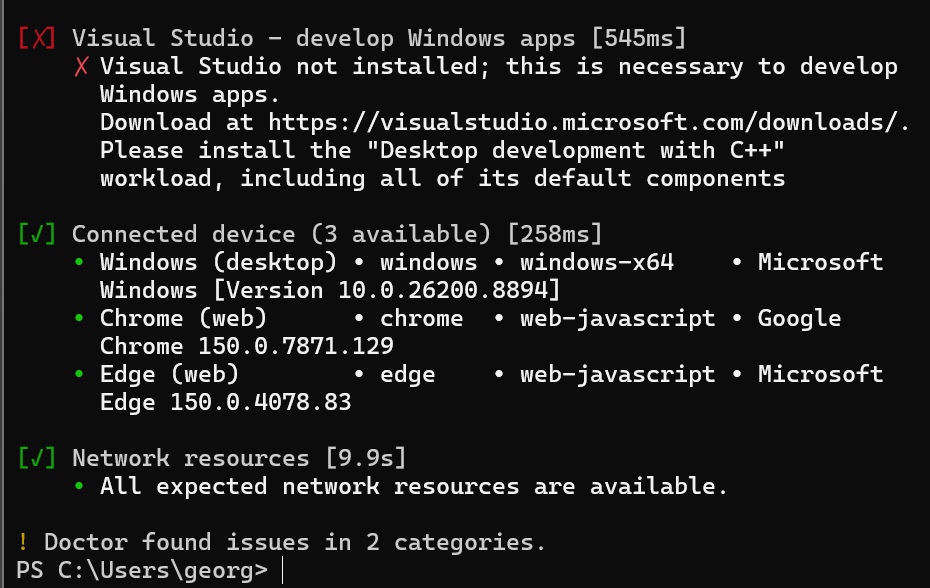 [✗] Visual Studio - develop Windows apps [545ms]
✗ Visual Studio not installed; this is necessary to develop
Windows apps.
Download at https://visualstudio.microsoft.com/downloads/.
Please install the "Desktop development with C++"
workload, including all of its default components
[√] Connected device (3 available) [258ms]
• Windows (desktop) • windows • windows-x64 • Microsoft
Windows [Version 10.0.26200.8894]
• Chrome (web) • chrome • web-javascript • Google
Chrome 150.0.7871.129
• Edge (web) • edge • web-javascript • Microsoft
Edge 150.0.4078.83
[√] Network resources [9.9s]
• All expected network resources are available.
! Doctor found issues in 2 categories.
PS C:\Users\georg>